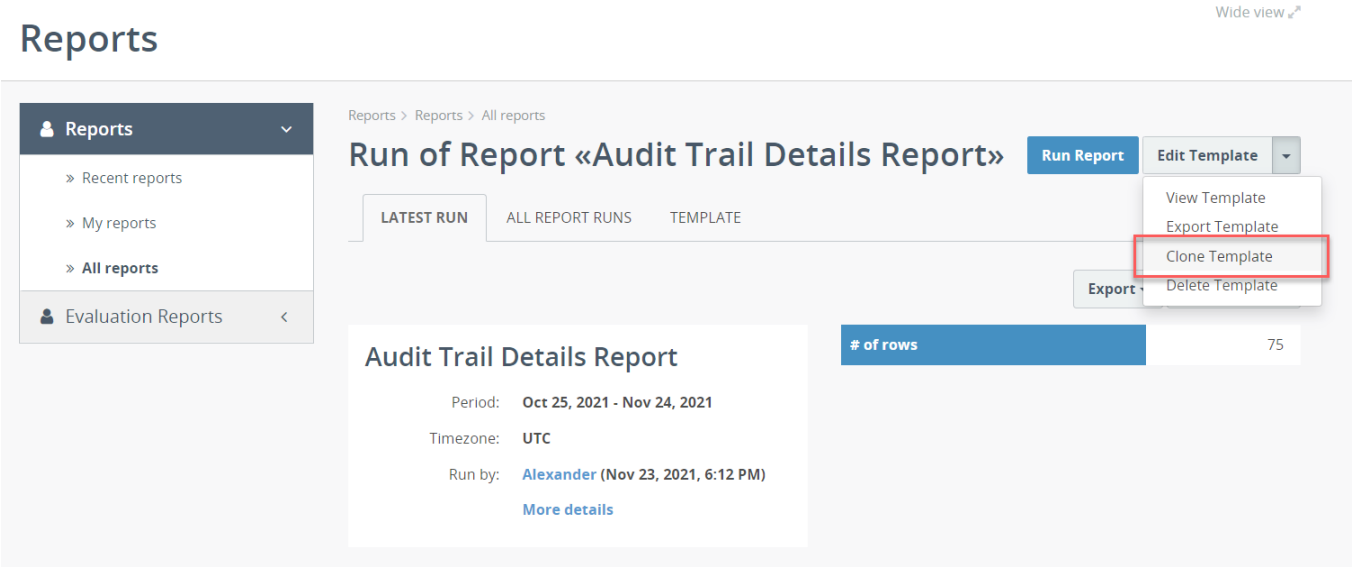 Wide view
Reports
Reports
Recent reports
My reports
All reports
Evaluation Reports
Reports > Reports > All reports
Run of Report «Audit Trail Details Report»
Run Report
Edit Template
View Template
Export Template
Clone Template
Delete Template
LATEST RUN
ALL REPORT RUNS
TEMPLATE
Export
Audit Trail Details Report
Period: Oct 25, 2021 - Nov 24, 2021
Timezone: UTC
Run by: Alexander (Nov 23, 2021, 6:12 PM)
More details
# of rows 75